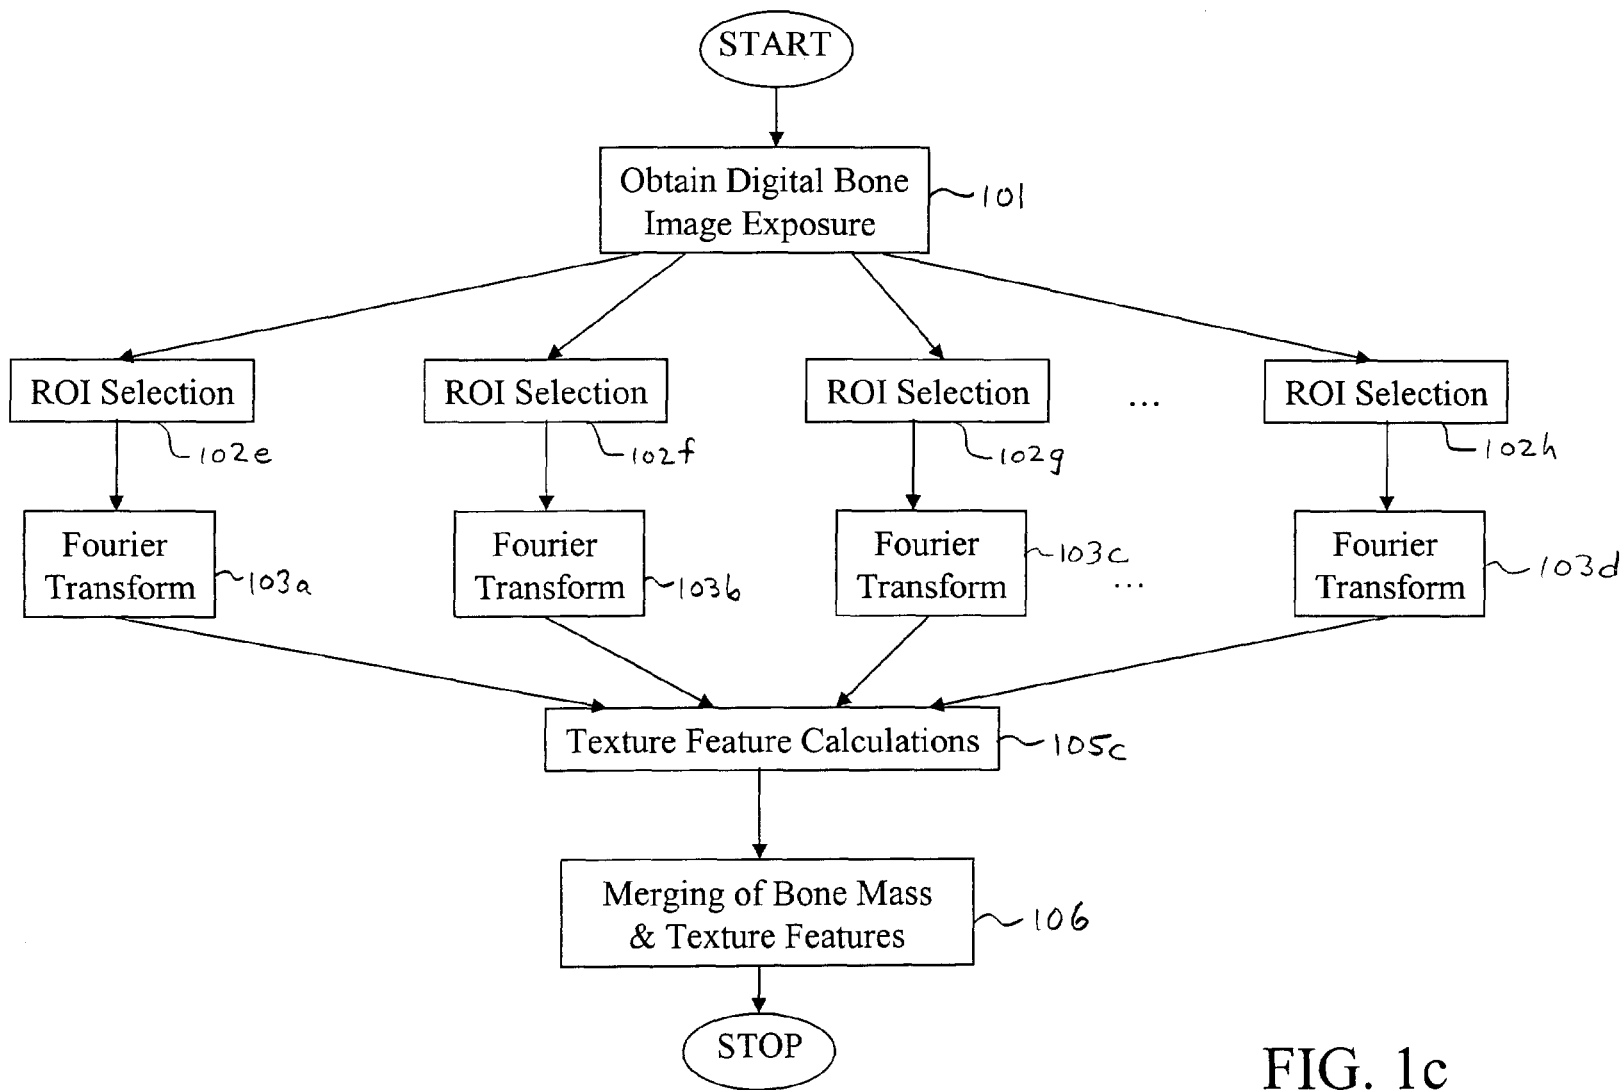 START
Obtain Digital Bone
Image Exposure
101
ROI Selection
ROI Selection
ROI Selection
...
ROI Selection
102e
102f
102g
102h
Fourier
Transform
103a
Fourier
Transform
103b
Fourier
Transform
103c
...
Fourier
Transform
103d
Texture Feature Calculations
105c
Merging of Bone Mass
& Texture Features
106
STOP
FIG. 1c